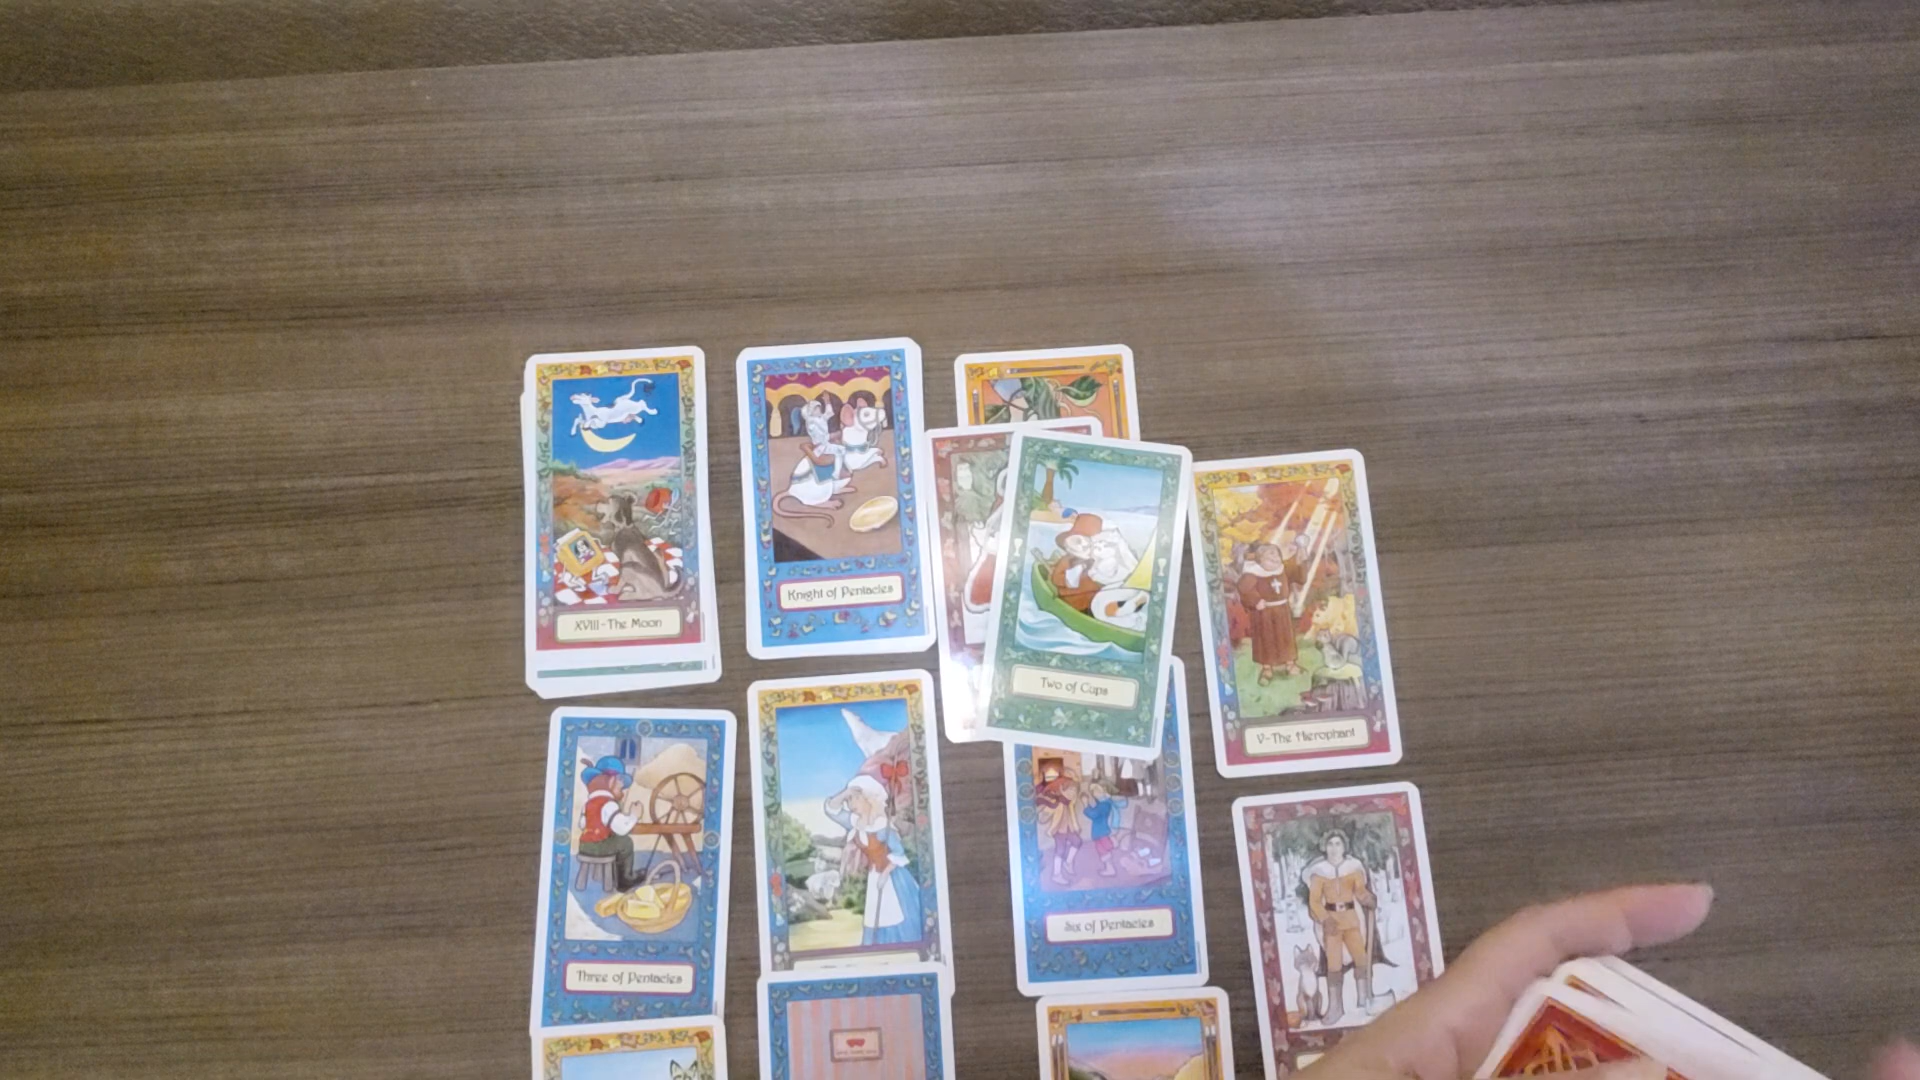 XVIII-The Moon
Knight of Pentacles
Two of Cups
V-The Hierophant
Three of Pentacles
Six of Pentacles